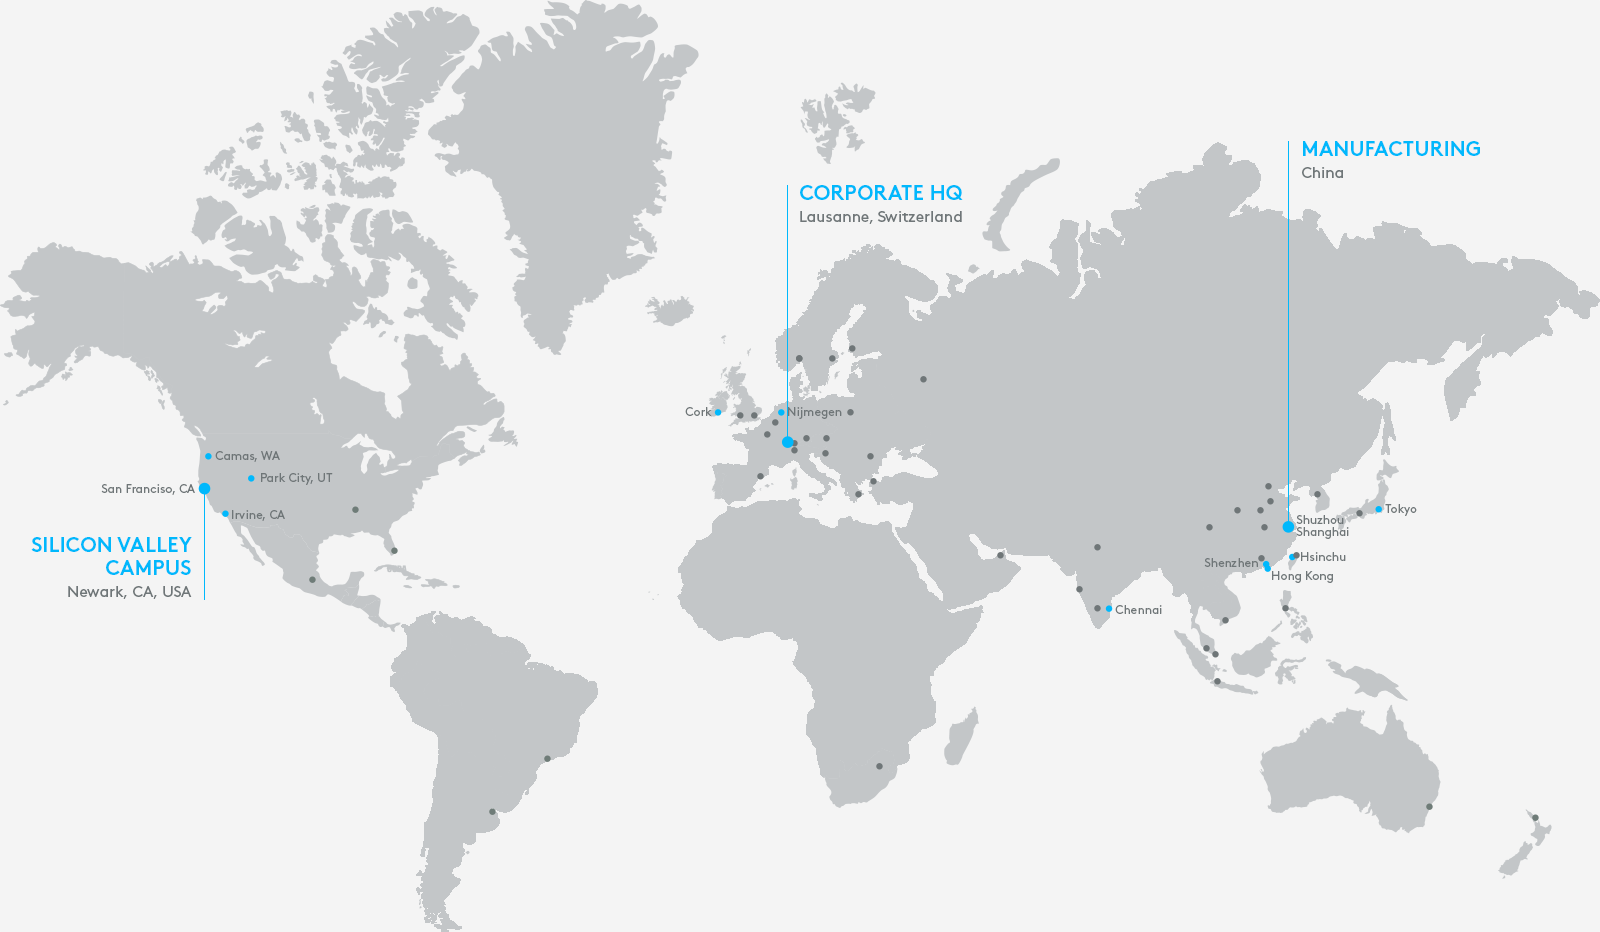 MANUFACTURING
China
CORPORATE HQ
Lausanne, Switzerland
Cork
Nijmegen
Camas, WA
Park City, UT
San Franciso, CA
Irvine, CA
SILICON VALLEY
CAMPUS
Newark, CA, USA
Tokyo
Shuzhou
Shanghai
Hsinchu
Shenzhen
Hong Kong
Chennai